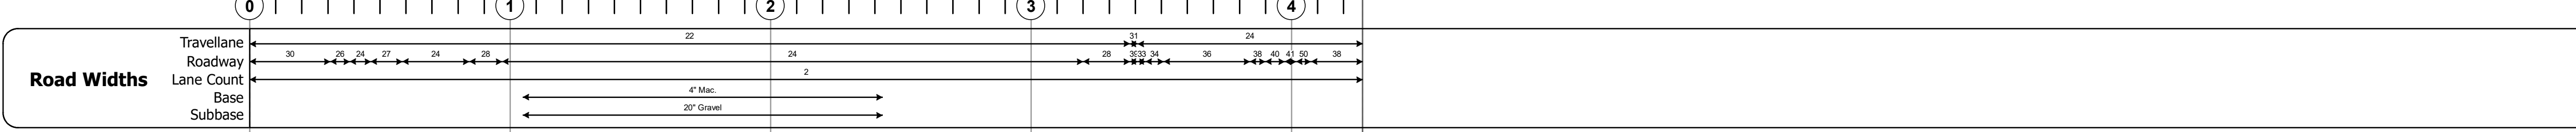 0 1 2 3 4
Travellane 22 31 24
Roadway 30 26 24 27 24 28 24 28 39 33 34 36 38 40 41 50 38
Road Widths
Lane Count 2
Base 4" Mac.
Subbase 20" Gravel